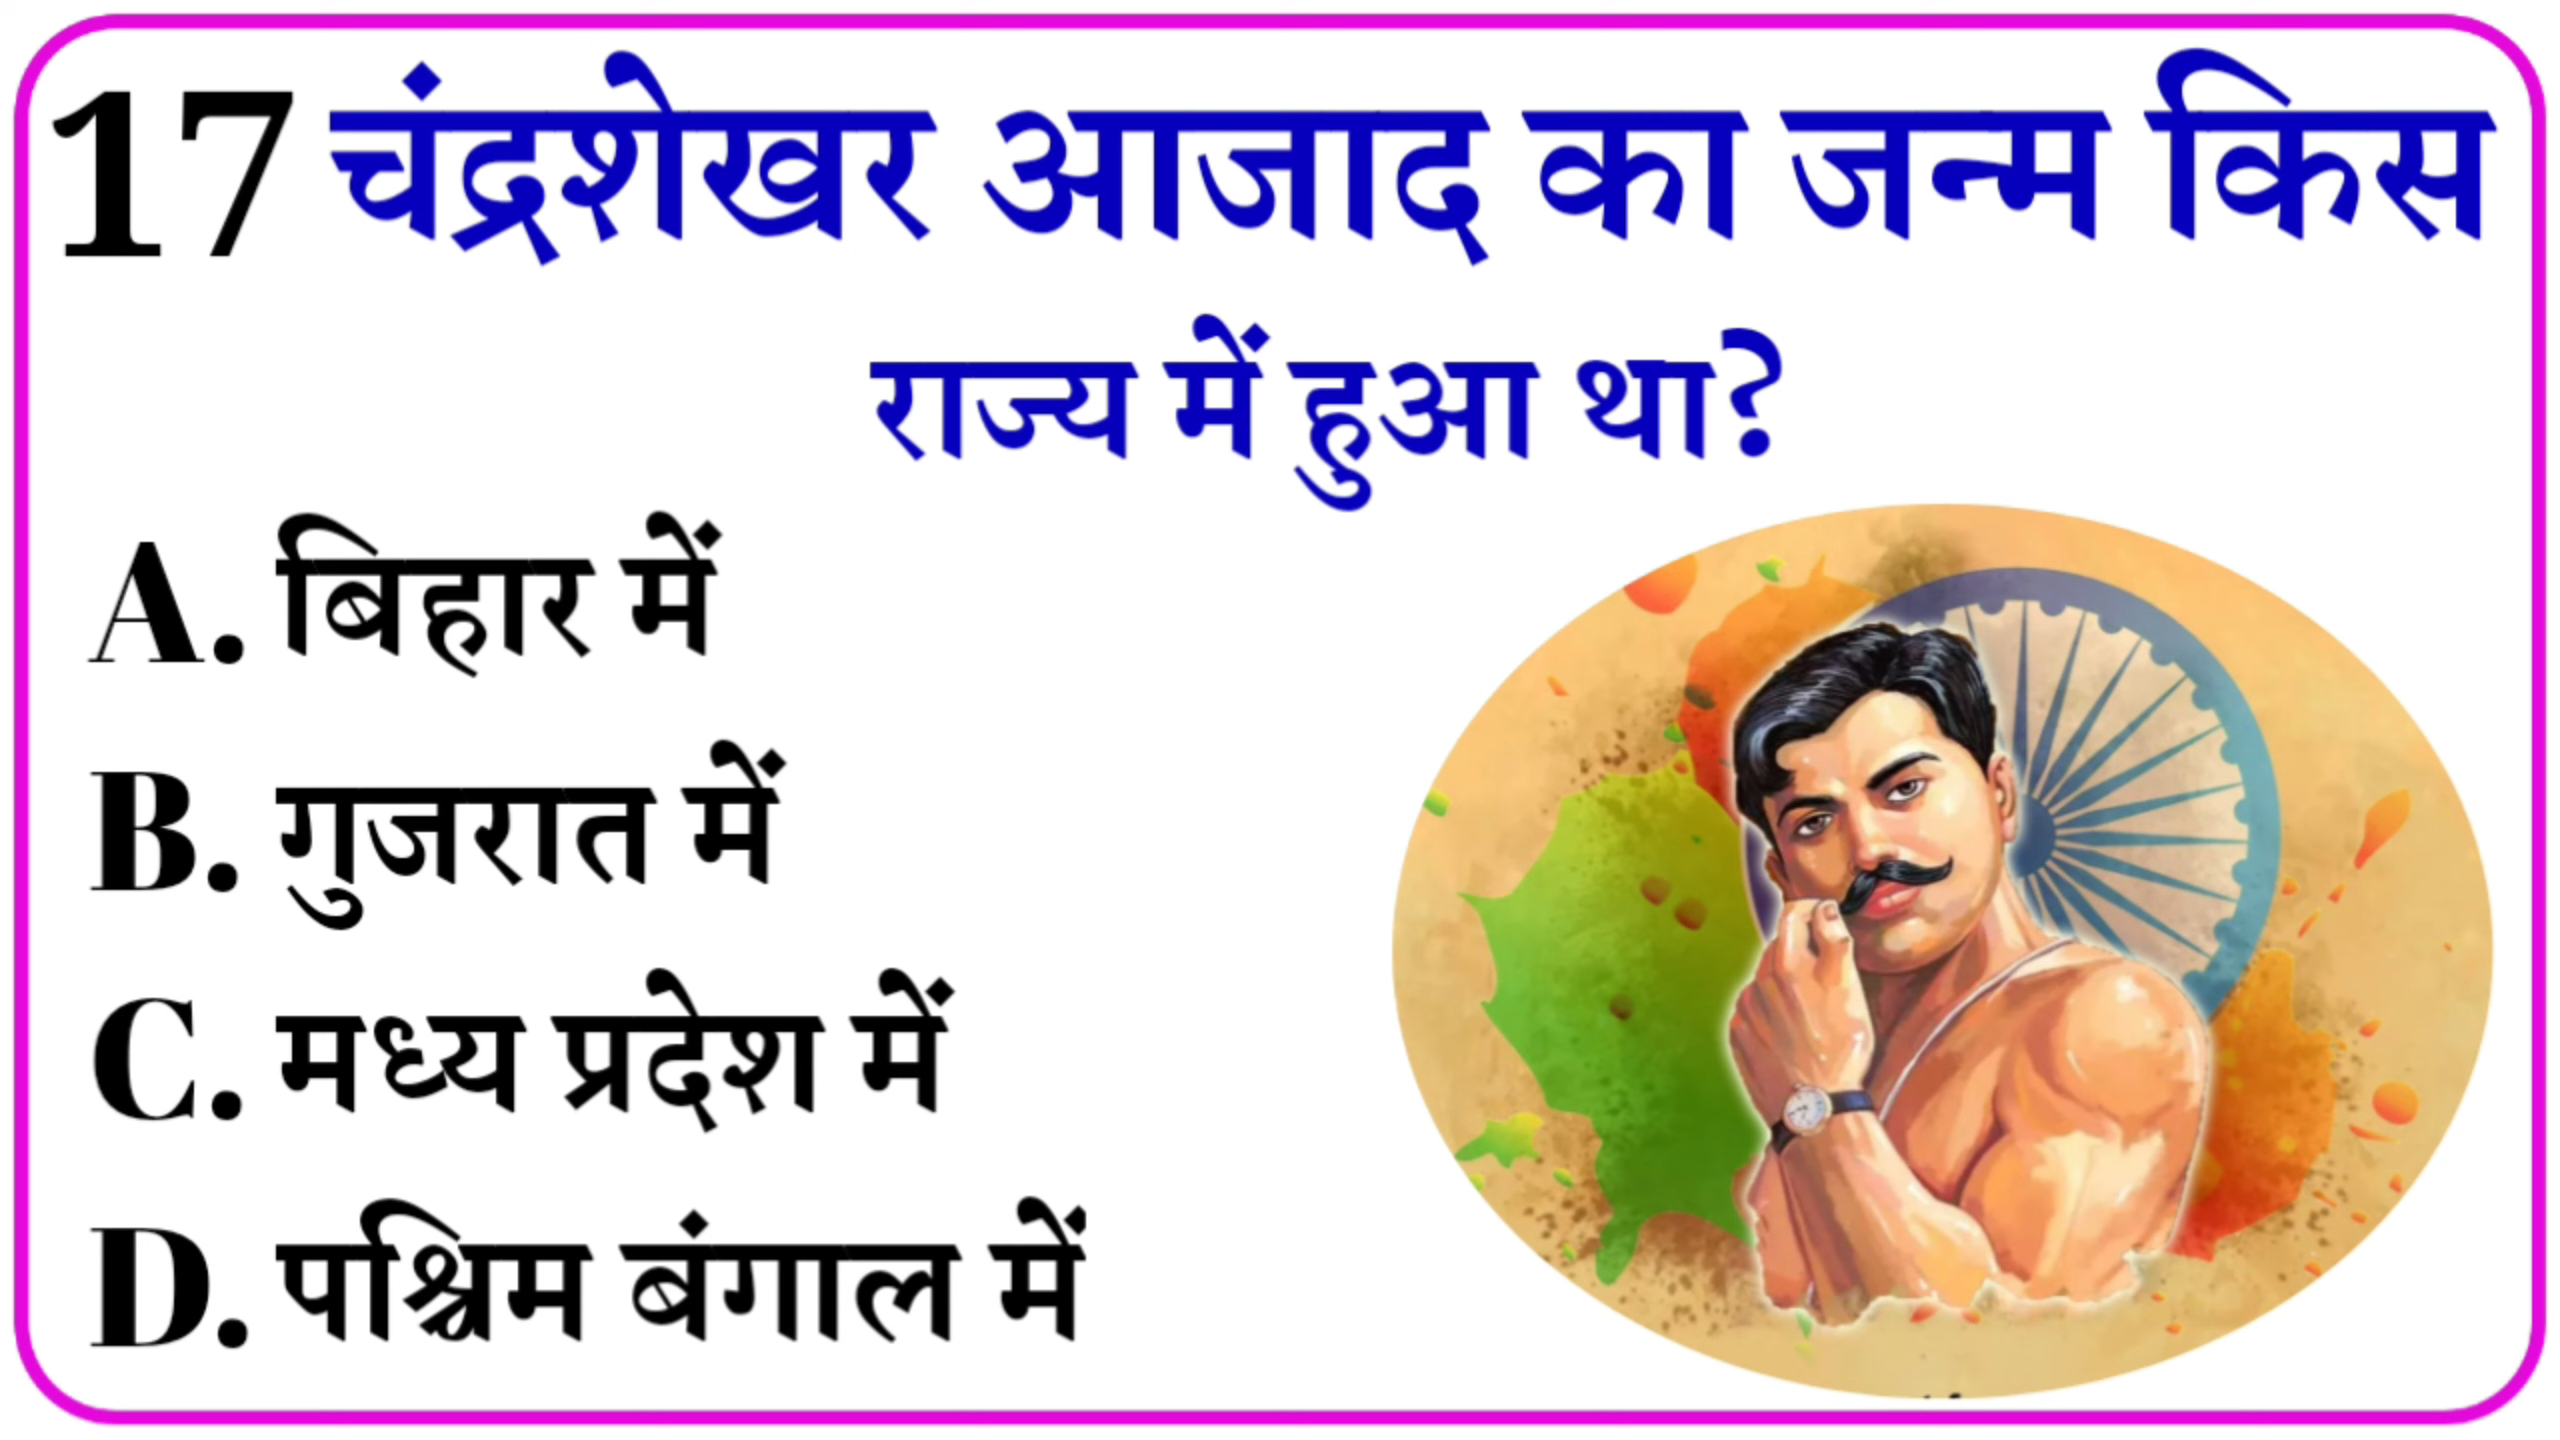 17 चंद्रशेखर आजाद का जन्म किस
राज्य में हुआ था?
A. बिहार में
B. गुजरात में
C. मध्य प्रदेश में
D. पश्चिम बंगाल में